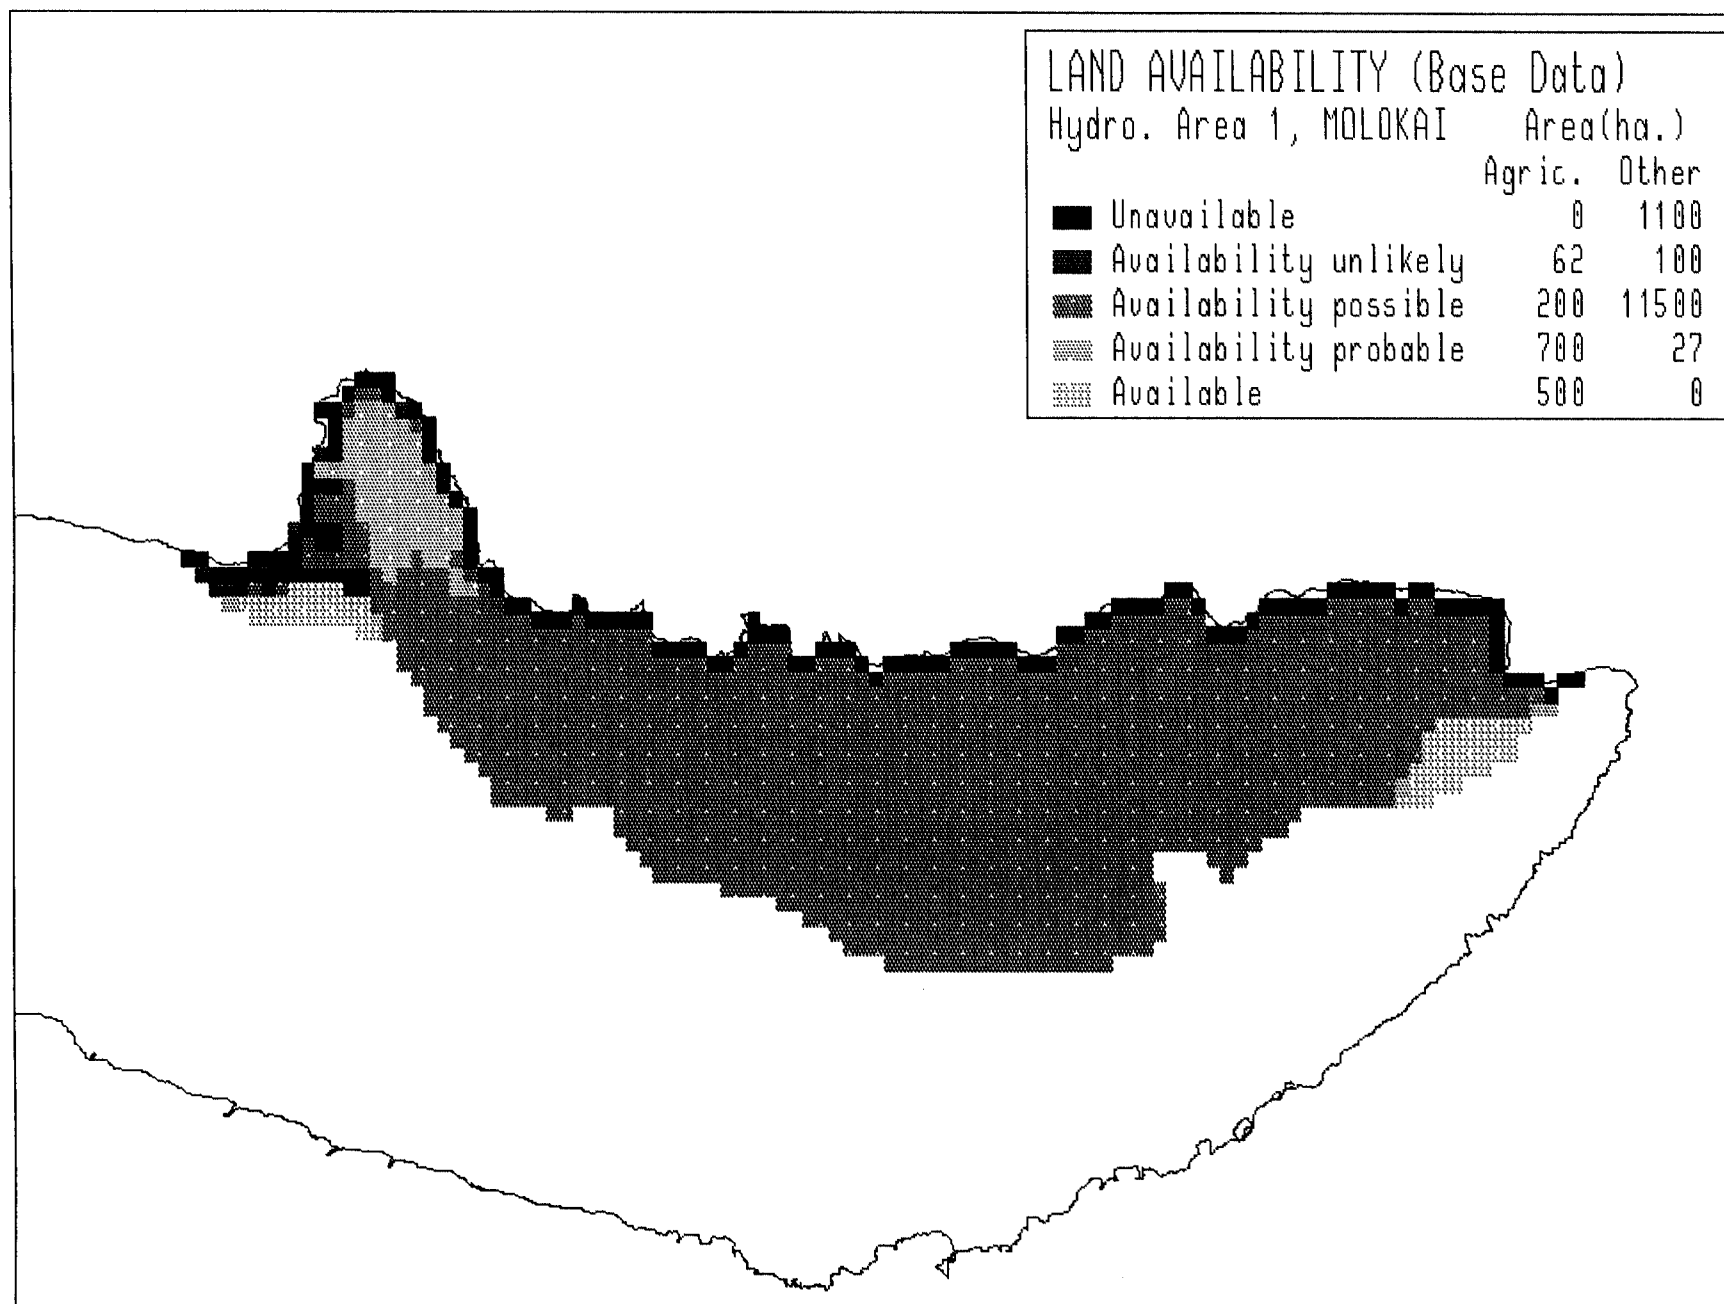 LAND AVAILABILITY (Base Data)
Hydro. Area 1, MOLOKAI Area(ha.)
Agric. Other
Unavailable 0 1100
Availability unlikely 62 100
Availability possible 200 11500
Availability probable 700 27
Available 500 0